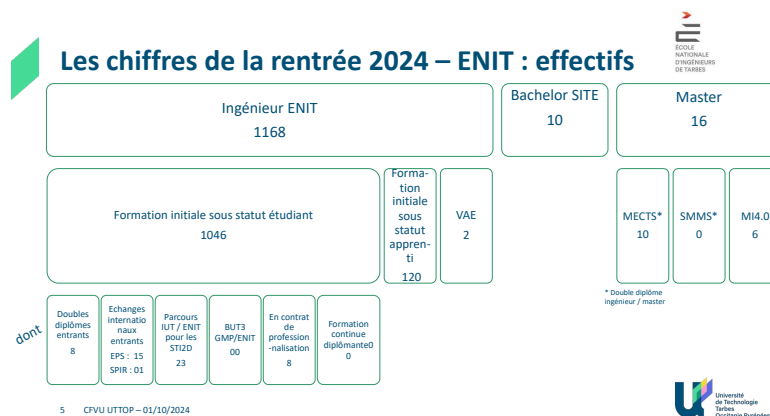 ÉCOLE
NATIONALE
D'INGÉNIEURS
DE TARBES
Les chiffres de la rentrée 2024 – ENIT : effectifs
Ingénieur ENIT
1168
Bachelor SITE
10
Master
16
Formation initiale sous statut étudiant
1046
Forma-
tion
initiale
sous
statut
appren-
ti
120
VAE
2
MECTS*
10
SMMS*
0
MI4.0
6
* Double diplôme
ingénieur / master
dont
Doubles
diplômes
entrants
8
Echanges
internatio
naux
entrants
EPS : 15
SPIR : 01
Parcours
IUT / ENIT
pour les
STI2D
23
BUT3
GMP/ENIT
00
En contrat
de
profession
-nalisation
8
Formation
continue
diplômante0
0
5 CFVU UTTOP – 01/10/2024
Université
de Technologie
Tarbes
Occitanie Pyrénées